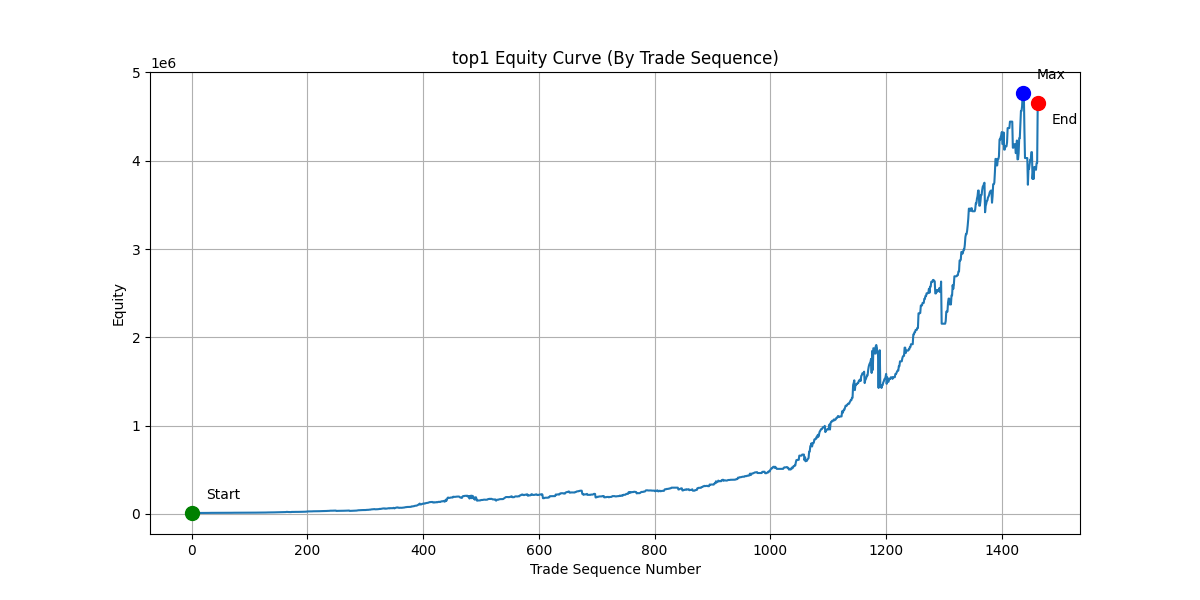 top1 Equity Curve (By Trade Sequence)
1e6
Max
End
Start
Equity
5
4
3
2
1
0
0 200 400 600 800 1000 1200 1400
Trade Sequence Number